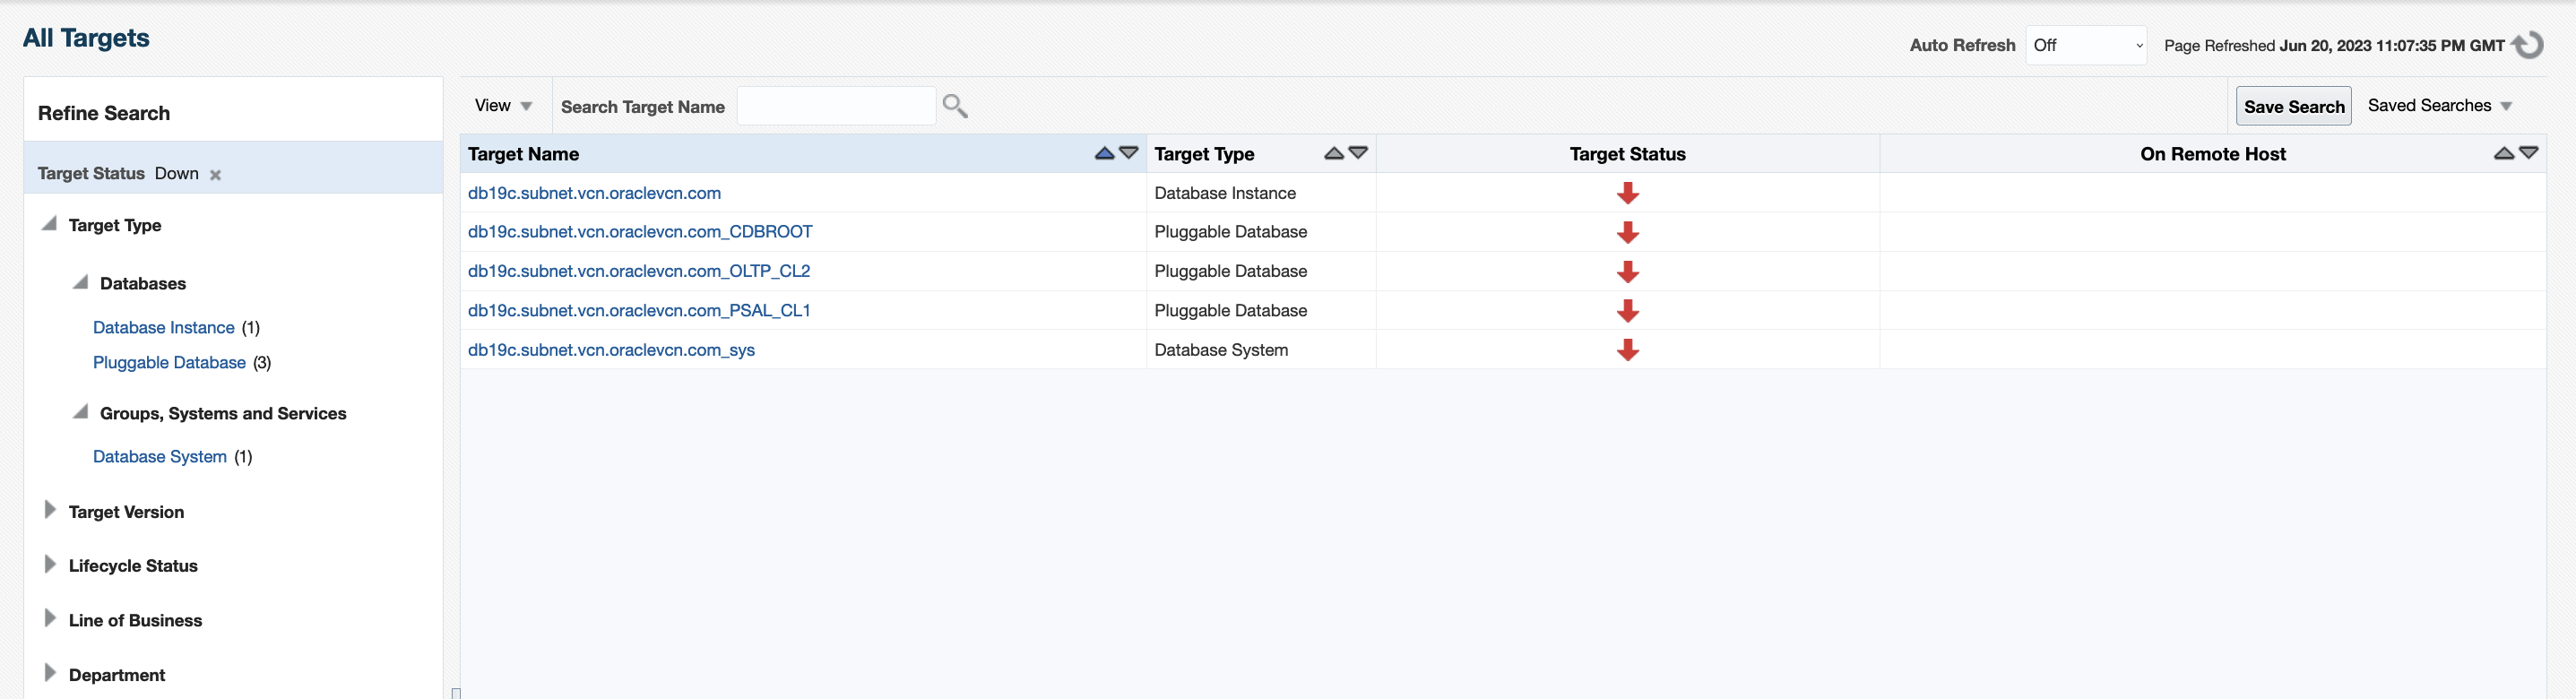 All Targets
Auto Refresh Off Page Refreshed Jun 20, 2023 11:07:35 PM GMT
Refine Search
Target Status Down
Target Type
Databases
Database Instance (1)
Pluggable Database (3)
Groups, Systems and Services
Database System (1)
Target Version
Lifecycle Status
Line of Business
Department
View Search Target Name Save Search Saved Searches
Target Name Target Type Target Status On Remote Host
db19c.subnet.vcn.oraclevcn.com Database Instance
db19c.subnet.vcn.oraclevcn.com_CDBROOT Pluggable Database
db19c.subnet.vcn.oraclevcn.com_OLTP_CL2 Pluggable Database
db19c.subnet.vcn.oraclevcn.com_PSAL_CL1 Pluggable Database
db19c.subnet.vcn.oraclevcn.com_sys Database System